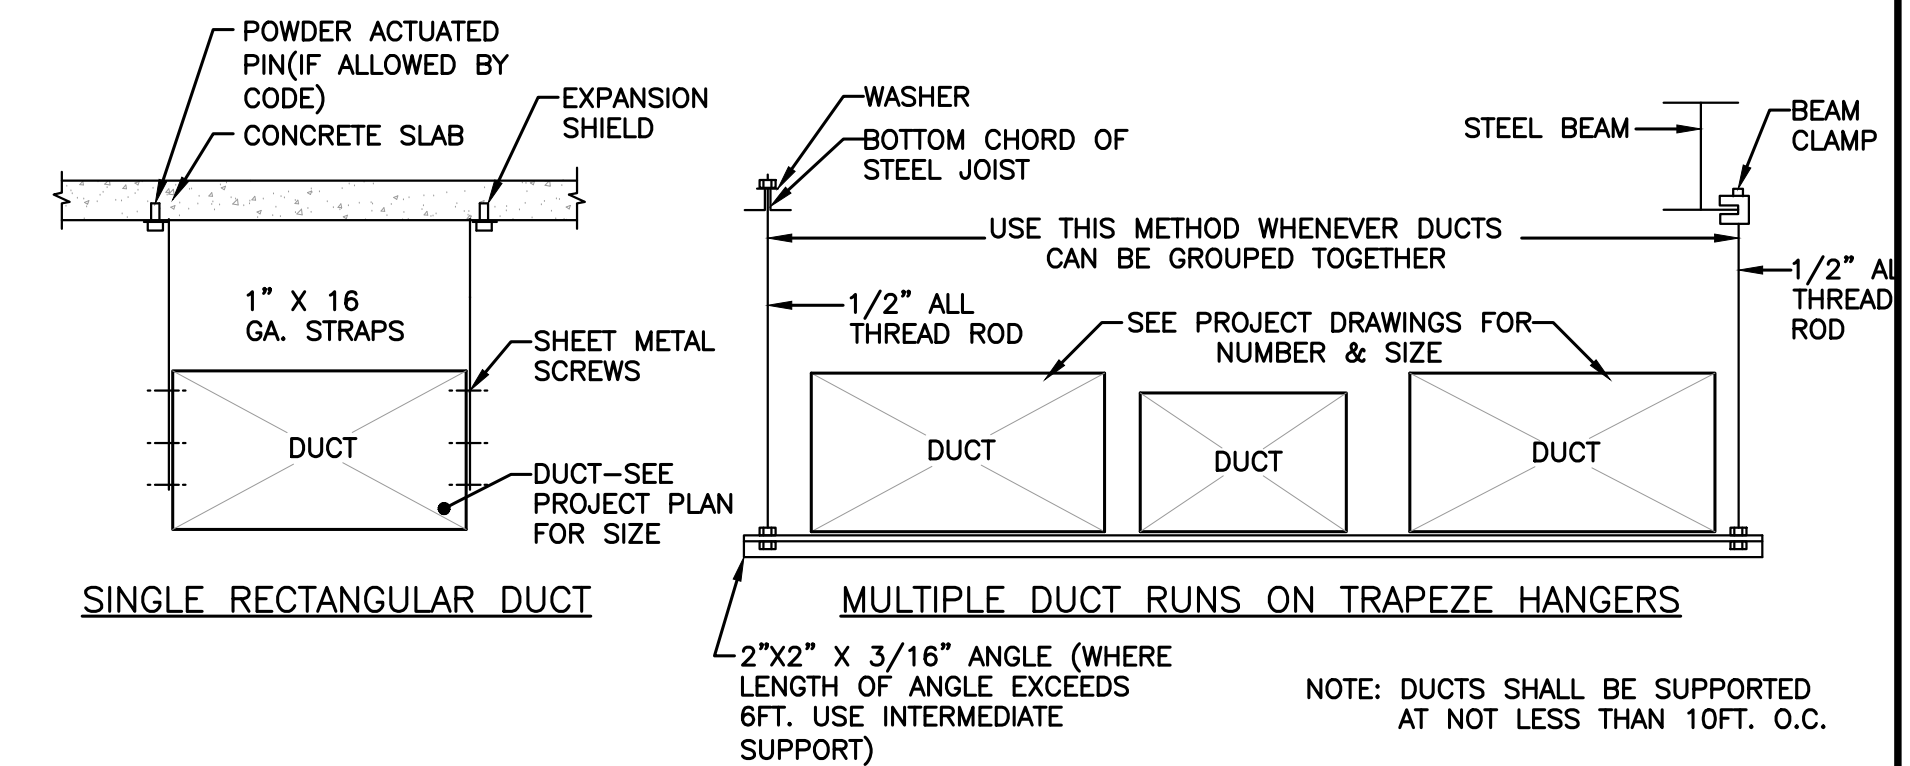 POWDER ACTUATED
PIN(IF ALLOWED BY
CODE)
CONCRETE SLAB
EXPANSION
SHIELD
1" X 16
GA. STRAPS
SHEET METAL
SCREWS
DUCT
DUCT-SEE
PROJECT PLAN
FOR SIZE
SINGLE RECTANGULAR DUCT
WASHER
BOTTOM CHORD OF
STEEL JOIST
STEEL BEAM
BEAM
CLAMP
USE THIS METHOD WHENEVER DUCTS
CAN BE GROUPED TOGETHER
1/2" ALL
THREAD ROD
1/2"
THREAD
ROD
SEE PROJECT DRAWINGS FOR
NUMBER & SIZE
DUCT
DUCT
DUCT
MULTIPLE DUCT RUNS ON TRAPEZE HANGERS
2"X2" X 3/16" ANGLE (WHERE
LENGTH OF ANGLE EXCEEDS
6FT. USE INTERMEDIATE
SUPPORT)
NOTE: DUCTS SHALL BE SUPPORTED
AT NOT LESS THAN 10FT. O.C.